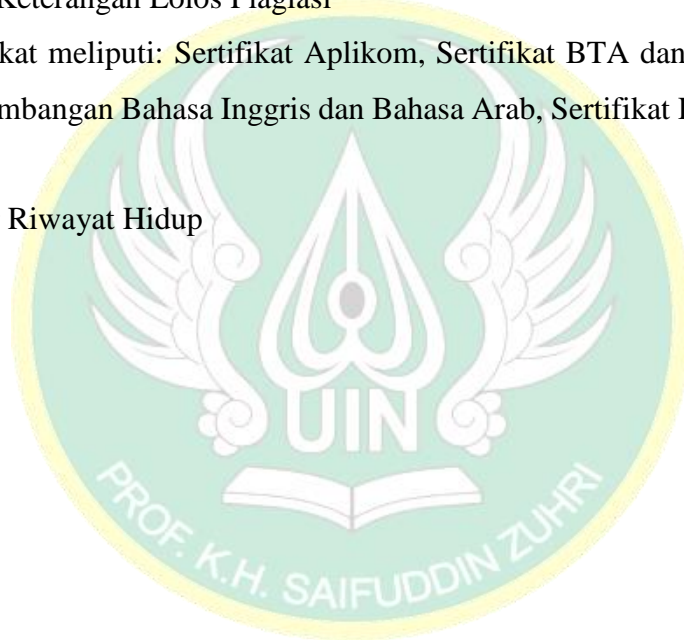 Keterangan Lolos Plagiasi
kat meliputi: Sertifikat Aplikom, Sertifikat BTA dan
mbangan Bahasa Inggris dan Bahasa Arab, Sertifikat
Riwayat Hidup
UIN
PROF. K.H. SAIFUDDIN ZUHRI